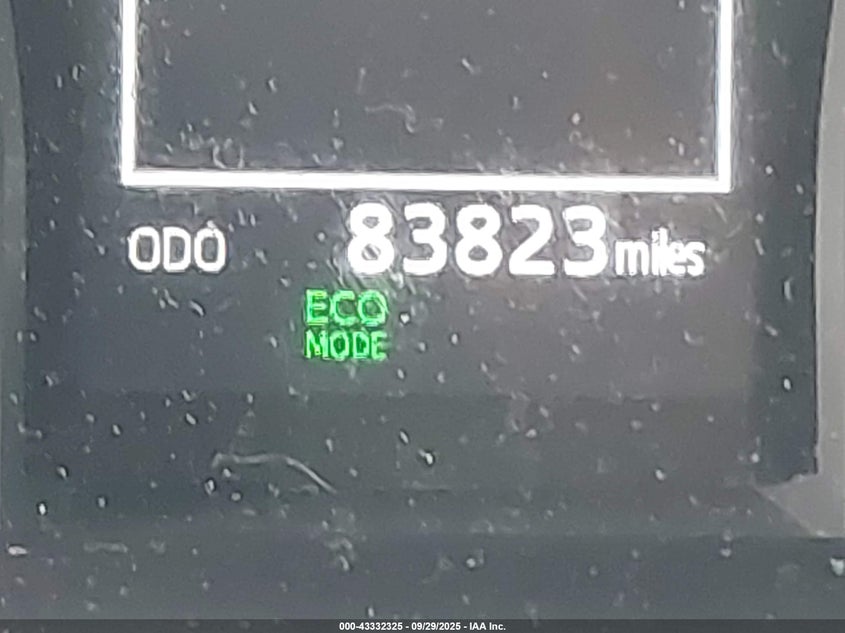 ODO 83823 miles
ECO
MODE
000-43332325 - 09/29/2025 - IAA Inc.